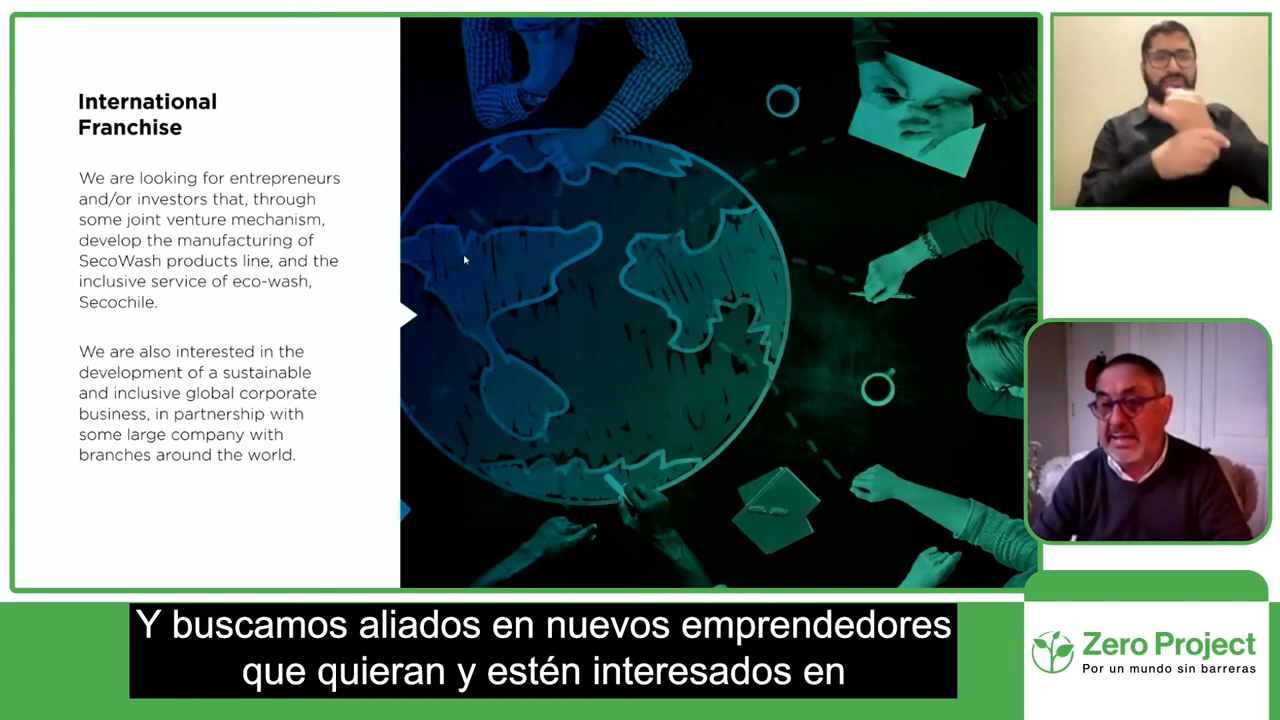 International
Franchise
We are looking for entrepreneurs
and/or investors that, through
some joint venture mechanism,
develop the manufacturing of
SecoWash products line, and the
inclusive service of eco-wash,
Secochile.
We are also interested in the
development of a sustainable
and inclusive global corporate
business, in partnership with
some large company with
branches around the world.
Y buscamos aliados en nuevos emprendedores
que quieran y estén interesados en
Zero Project
Por un mundo sin barreras